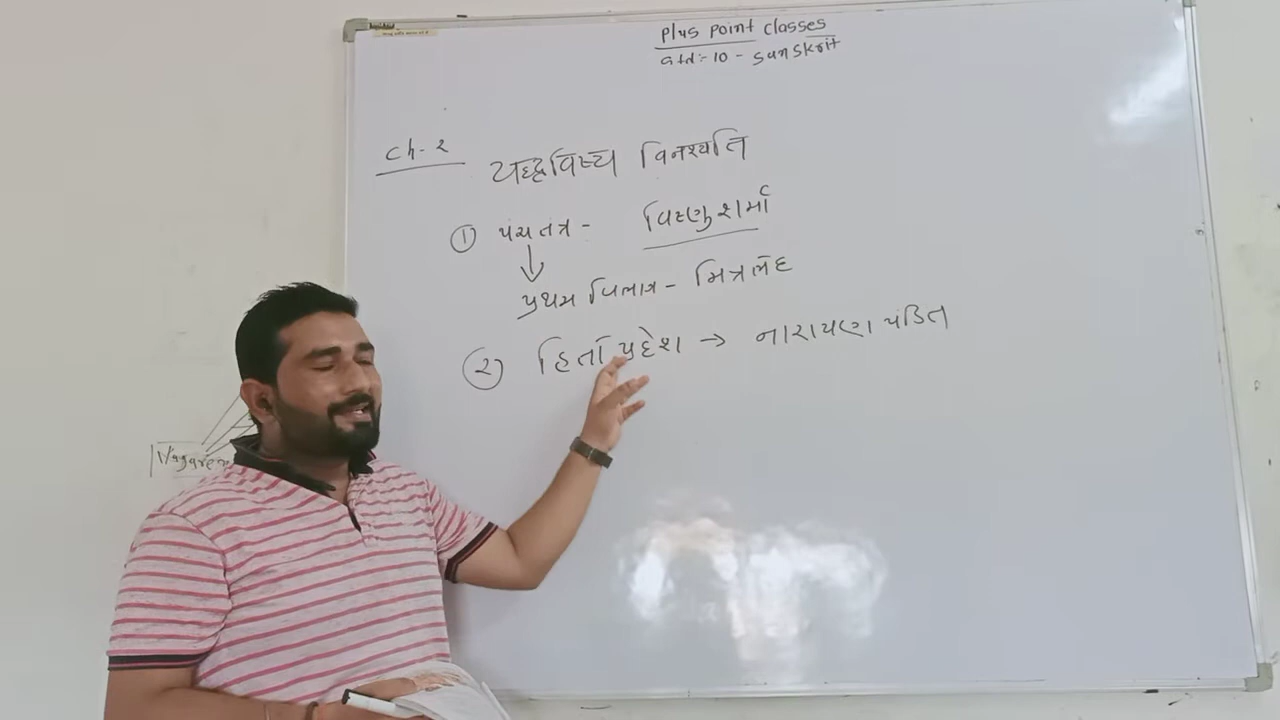 Plus Point Classes
std:- 10 - Sanskrit
Ch- २
યદ્ભવિષ્ય વિનશ્યતિ
① પંચતંત્ર - વિષ્ણુશર્મા
પ્રથમ વિભાગ - મિત્રભેદ
② હિતોપદેશ → નારાયણ પંડિત